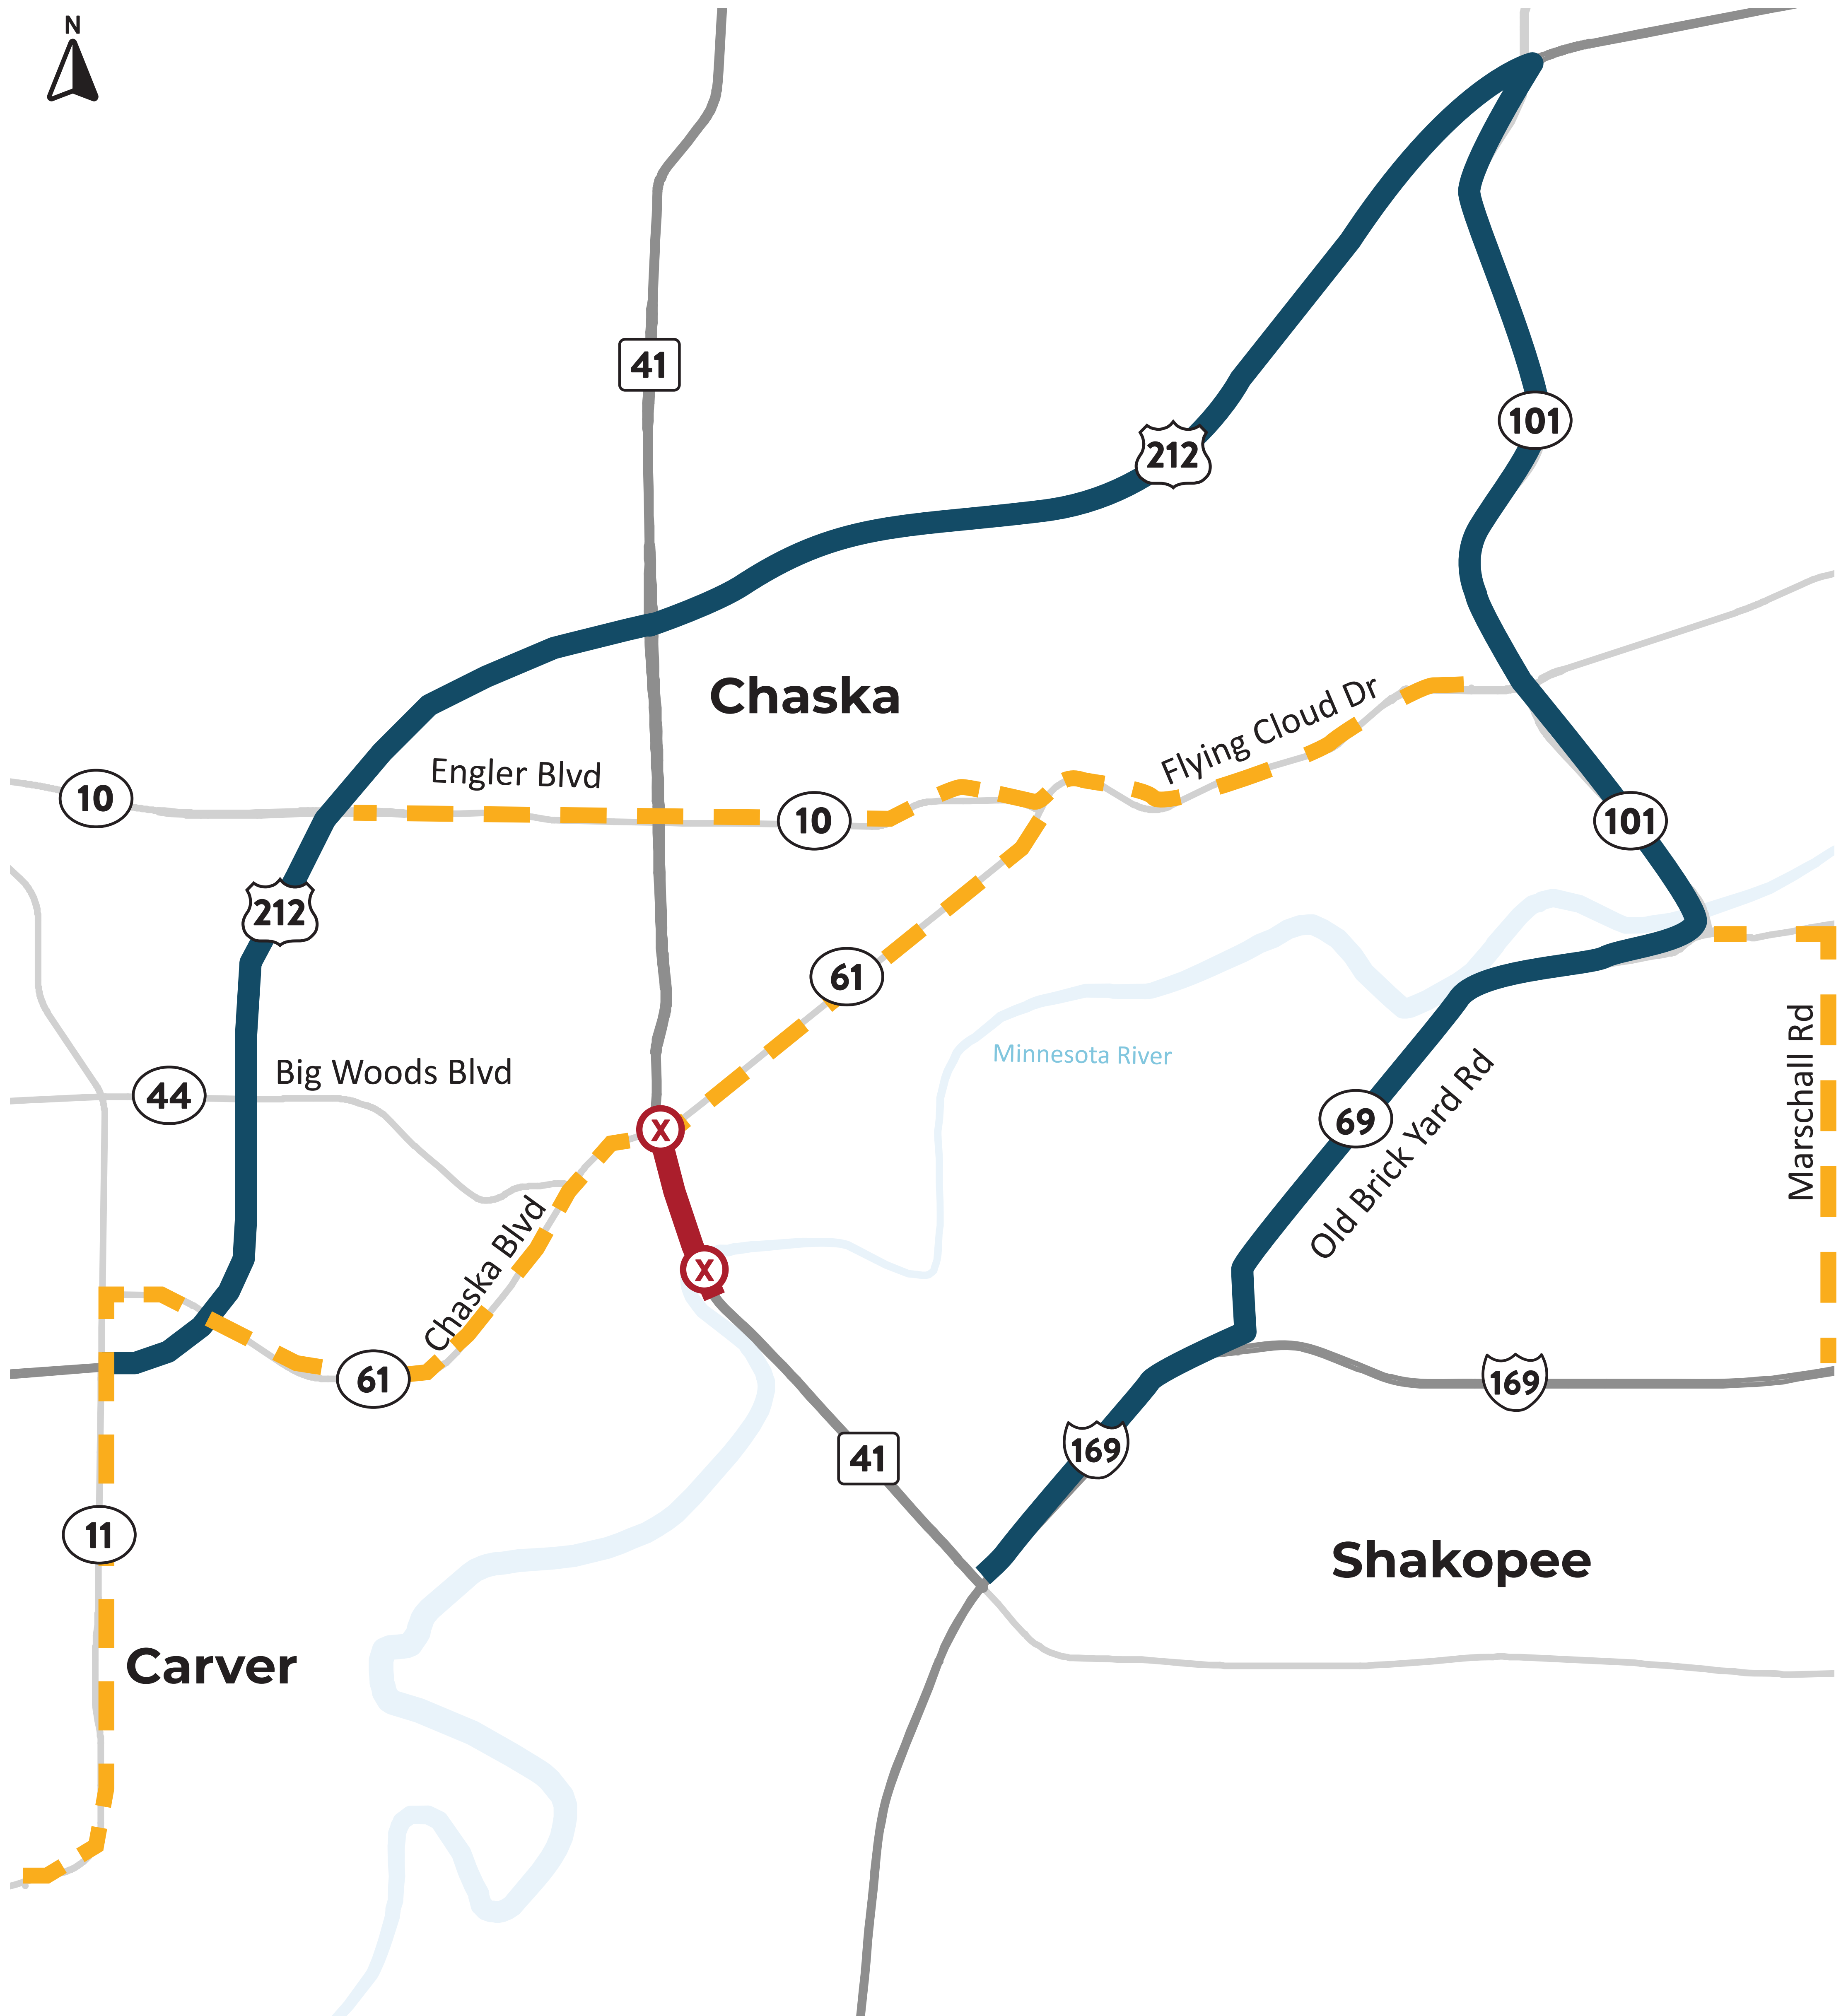 N
41
101
212
Chaska
Flying Cloud Dr
Engler Blvd
10
10
101
212
61
Minnesota River
Marschall Rd
Big Woods Blvd
44
69
Old Brick Yard Rd
X
Chaska Blvd
X
61
169
169
41
11
Shakopee
Carver